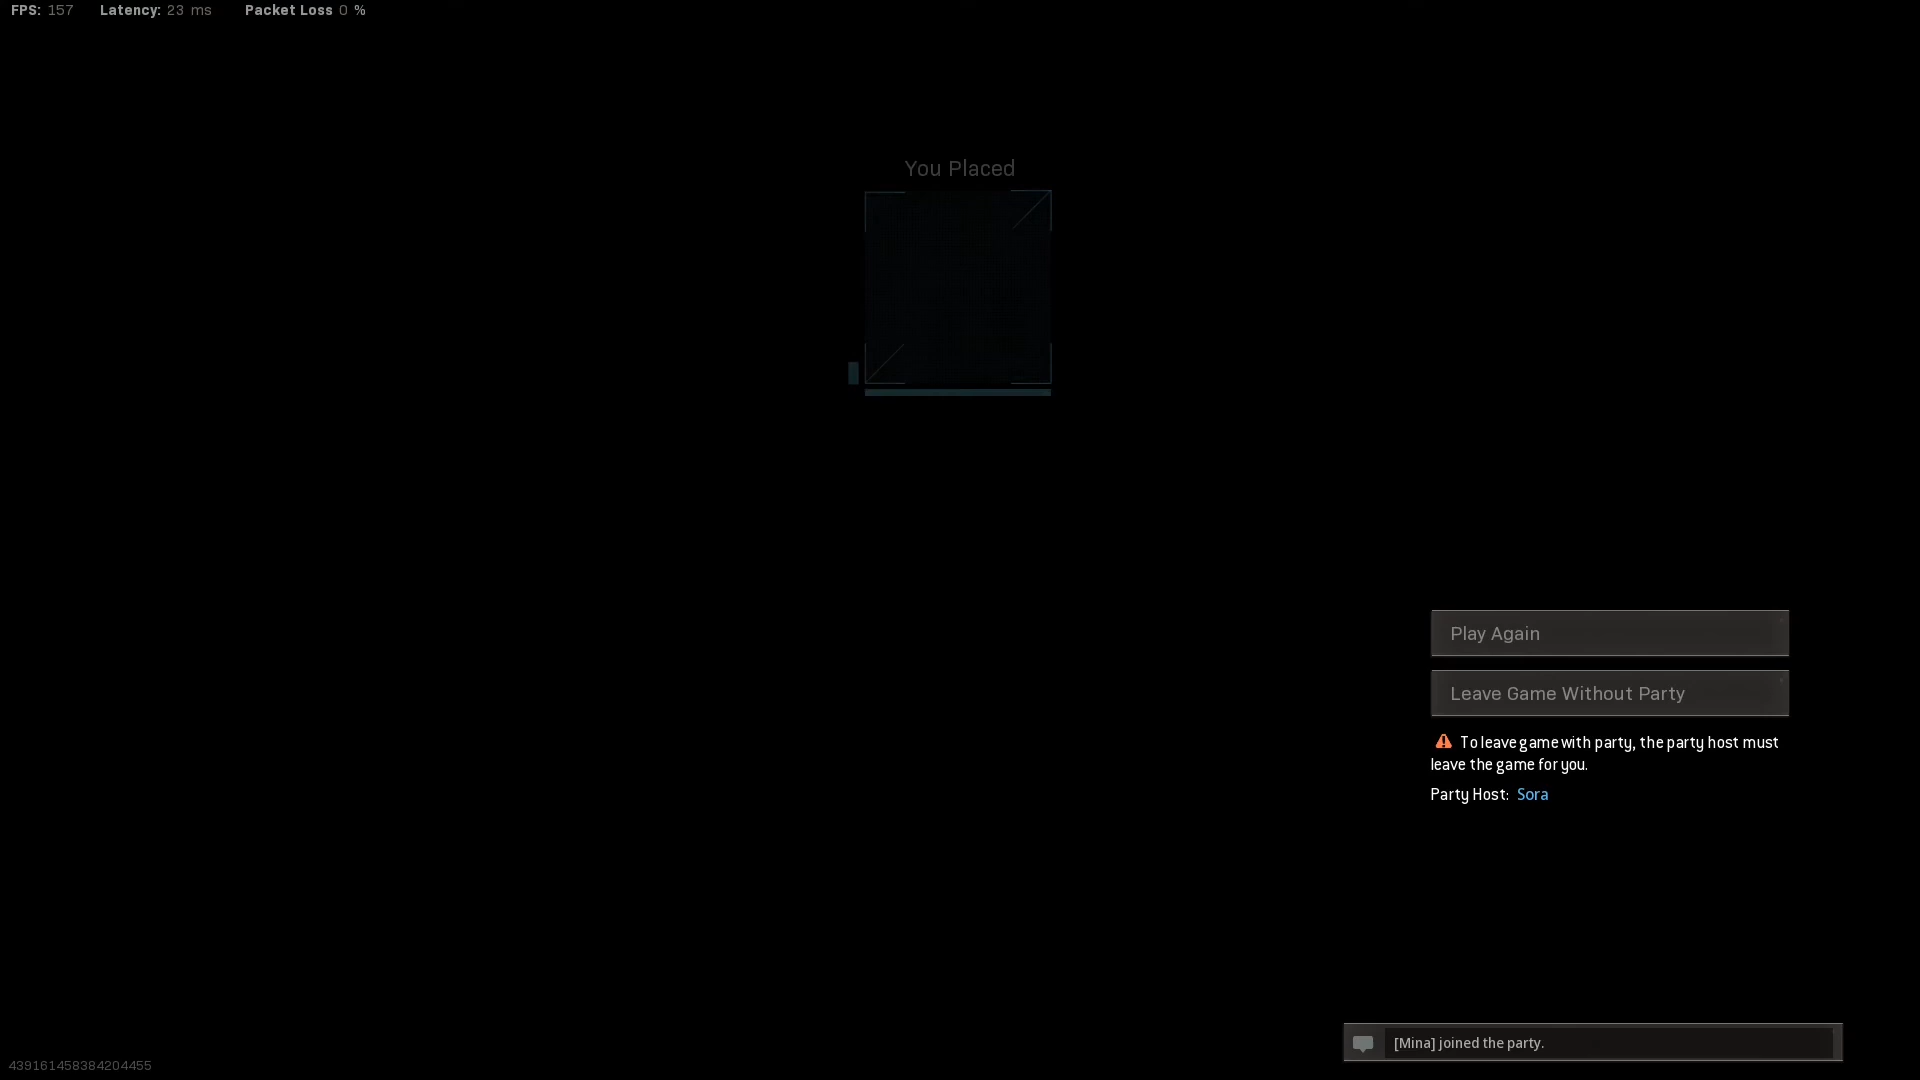 FPS: 157 Latency: 23 ms Packet Loss 0 %
You Placed
Play Again
Leave Game Without Party
To leave game with party, the party host must
leave the game for you.
Party Host: Sora
[Mina] joined the party.
439161458384204455